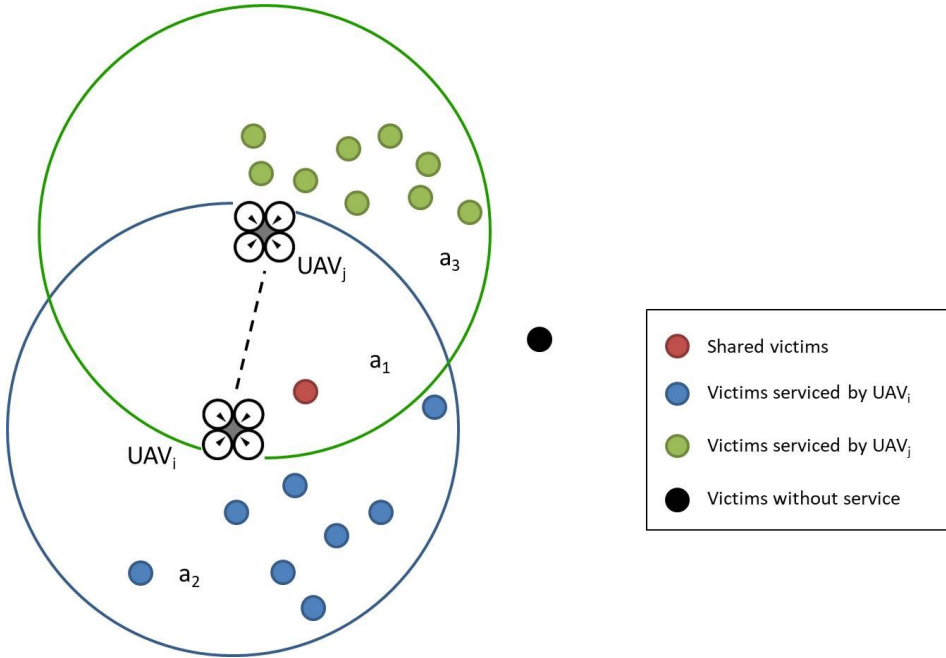 UAVj
a3
a1
UAVi
a2
Shared victims
Victims serviced by UAVi
Victims serviced by UAVj
Victims without service